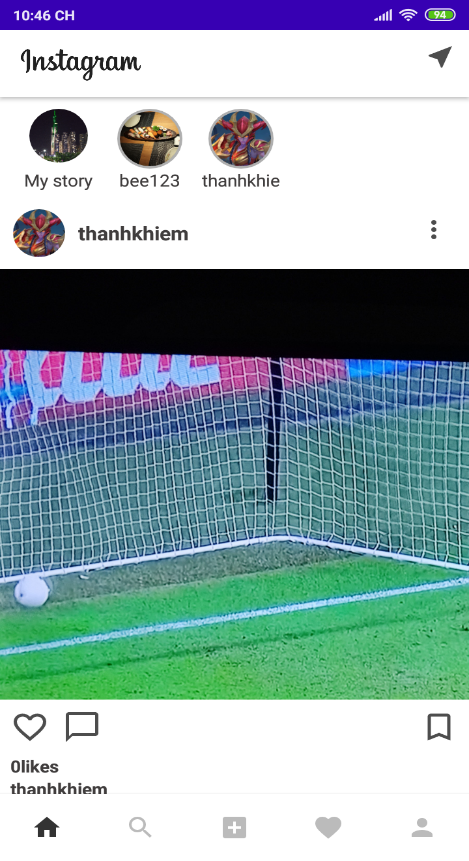 10:46 CH
94
Instagram
My story
bee123
thanhkhie
thanhkhiem
0likes
thanhkhiem